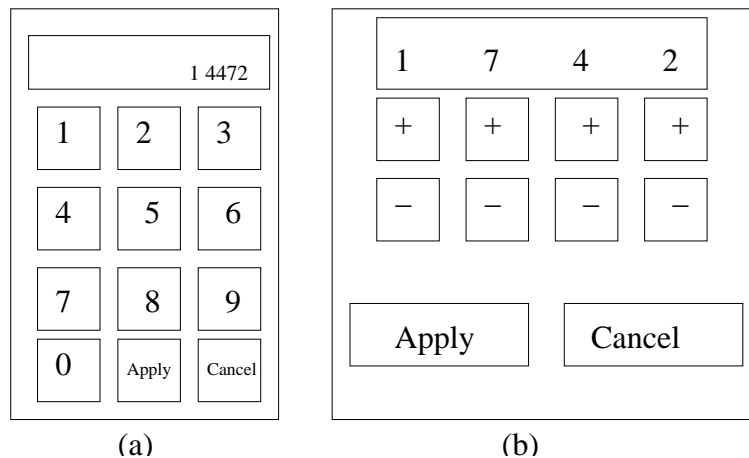 1 4472
1 2 3
4 5 6
7 8 9
0 Apply Cancel
(a)
1 7 4 2
+ + + +
− − − −
Apply Cancel
(b)